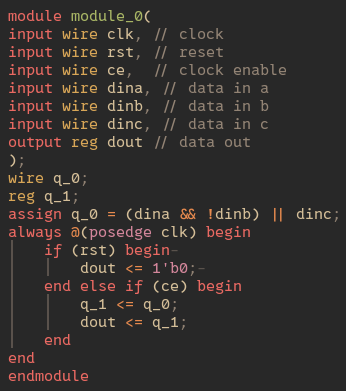 module module_0(
input wire clk, // clock
input wire rst, // reset
input wire ce,  // clock enable
input wire dina, // data in a
input wire dinb, // data in b
input wire dinc, // data in c
output reg dout // data out
);
wire q_0;
reg q_1;
assign q_0 = (dina && !dinb) || dinc;
always @(posedge clk) begin
    if (rst) begin-
        dout <= 1'b0;-
    end else if (ce) begin
        q_1 <= q_0;
        dout <= q_1;
    end
end
endmodule